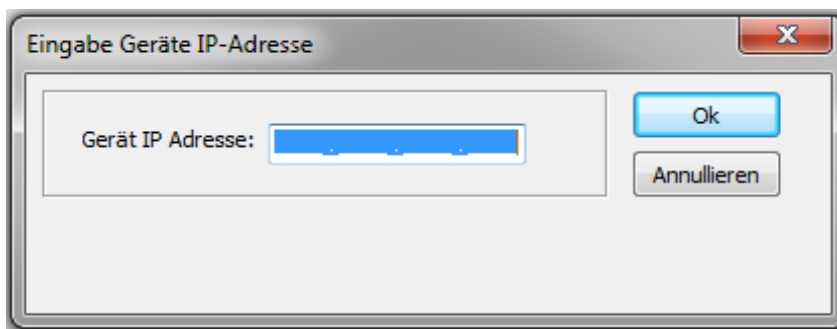 Eingabe Geräte IP-Adresse
Gerät IP Adresse:
. . .
Ok
Annullieren